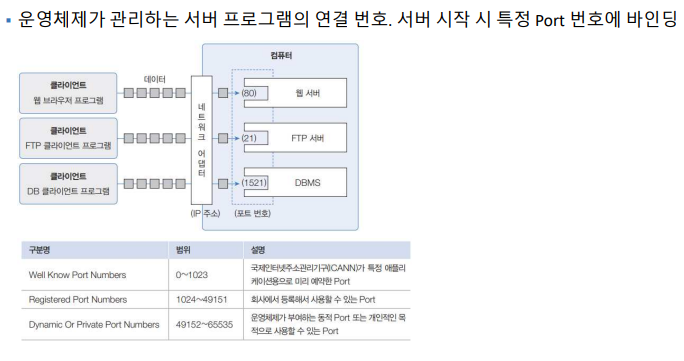 ▪ 운영체제가 관리하는 서버 프로그램의 연결 번호. 서버 시작 시 특정 Port 번호에 바인딩
컴퓨터
클라이언트
웹 브라우저 프로그램
데이터
(80)
웹 서버
클라이언트
FTP 클라이언트 프로그램
네트워크 어댑터
(21)
FTP 서버
클라이언트
DB 클라이언트 프로그램
(1521)
DBMS
(IP 주소)
(포트 번호)
구분명 범위 설명
Well Know Port Numbers 0~1023 국제인터넷주소관리기구(ICANN)가 특정 애플리
케이션용으로 미리 예약한 Port
Registered Port Numbers 1024~49151 회사에서 등록해서 사용할 수 있는 Port
Dynamic Or Private Port Numbers 49152~65535 운영체제가 부여하는 동적 Port 또는 개인적인 목
적으로 사용할 수 있는 Port